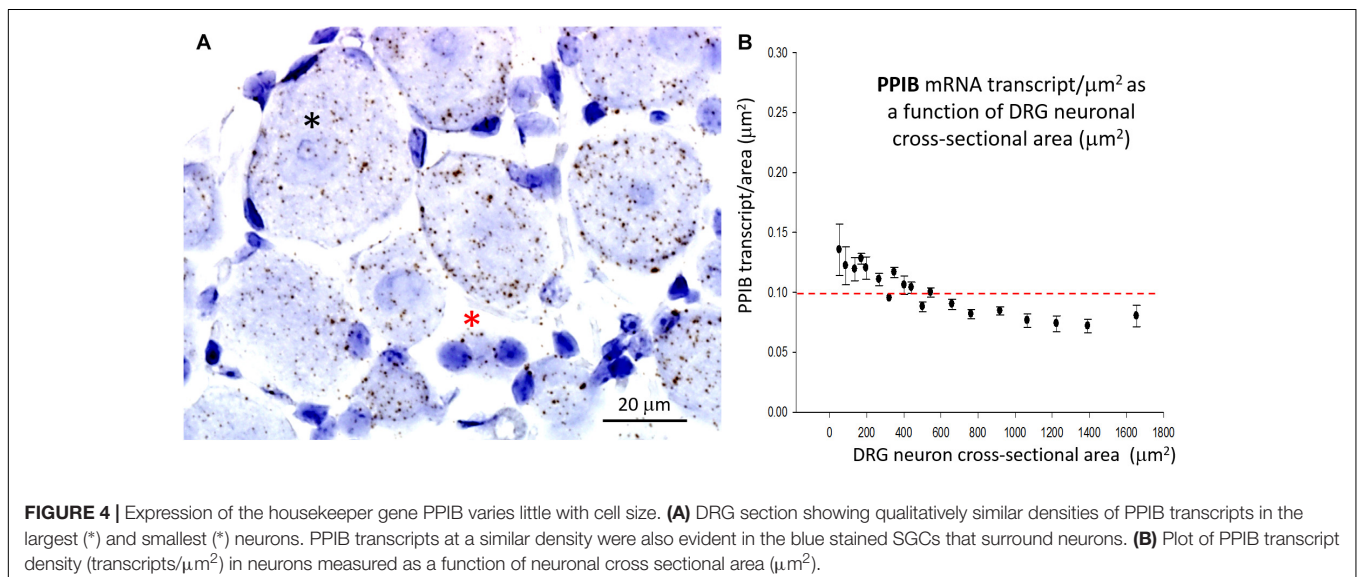 A
*
*
20 μm
B
PPIB mRNA transcript/μm² as
a function of DRG neuronal
cross-sectional area (μm²)
PPIB transcript/area (μm²)
0.30
0.25
0.20
0.15
0.10
0.05
0.00
0 200 400 600 800 1000 1200 1400 1600 1800
DRG neuron cross-sectional area (μm²)
FIGURE 4 | Expression of the housekeeper gene PPIB varies little with cell size. (A) DRG section showing qualitatively similar densities of PPIB transcripts in the
largest (*) and smallest (*) neurons. PPIB transcripts at a similar density were also evident in the blue stained SGCs that surround neurons. (B) Plot of PPIB transcript
density (transcripts/μm²) in neurons measured as a function of neuronal cross sectional area (μm²).